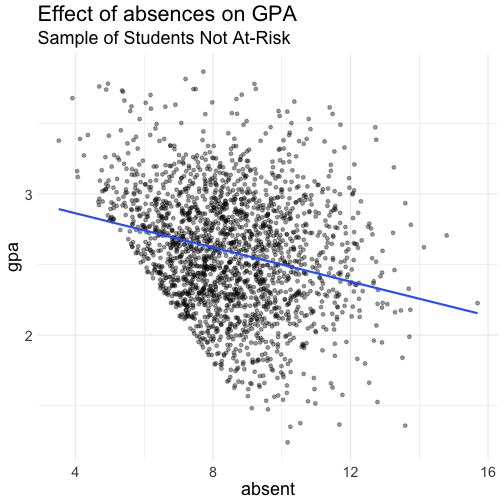 Effect of absences on GPA
Sample of Students Not At-Risk
3
2
gpa
4 8 12 16
absent